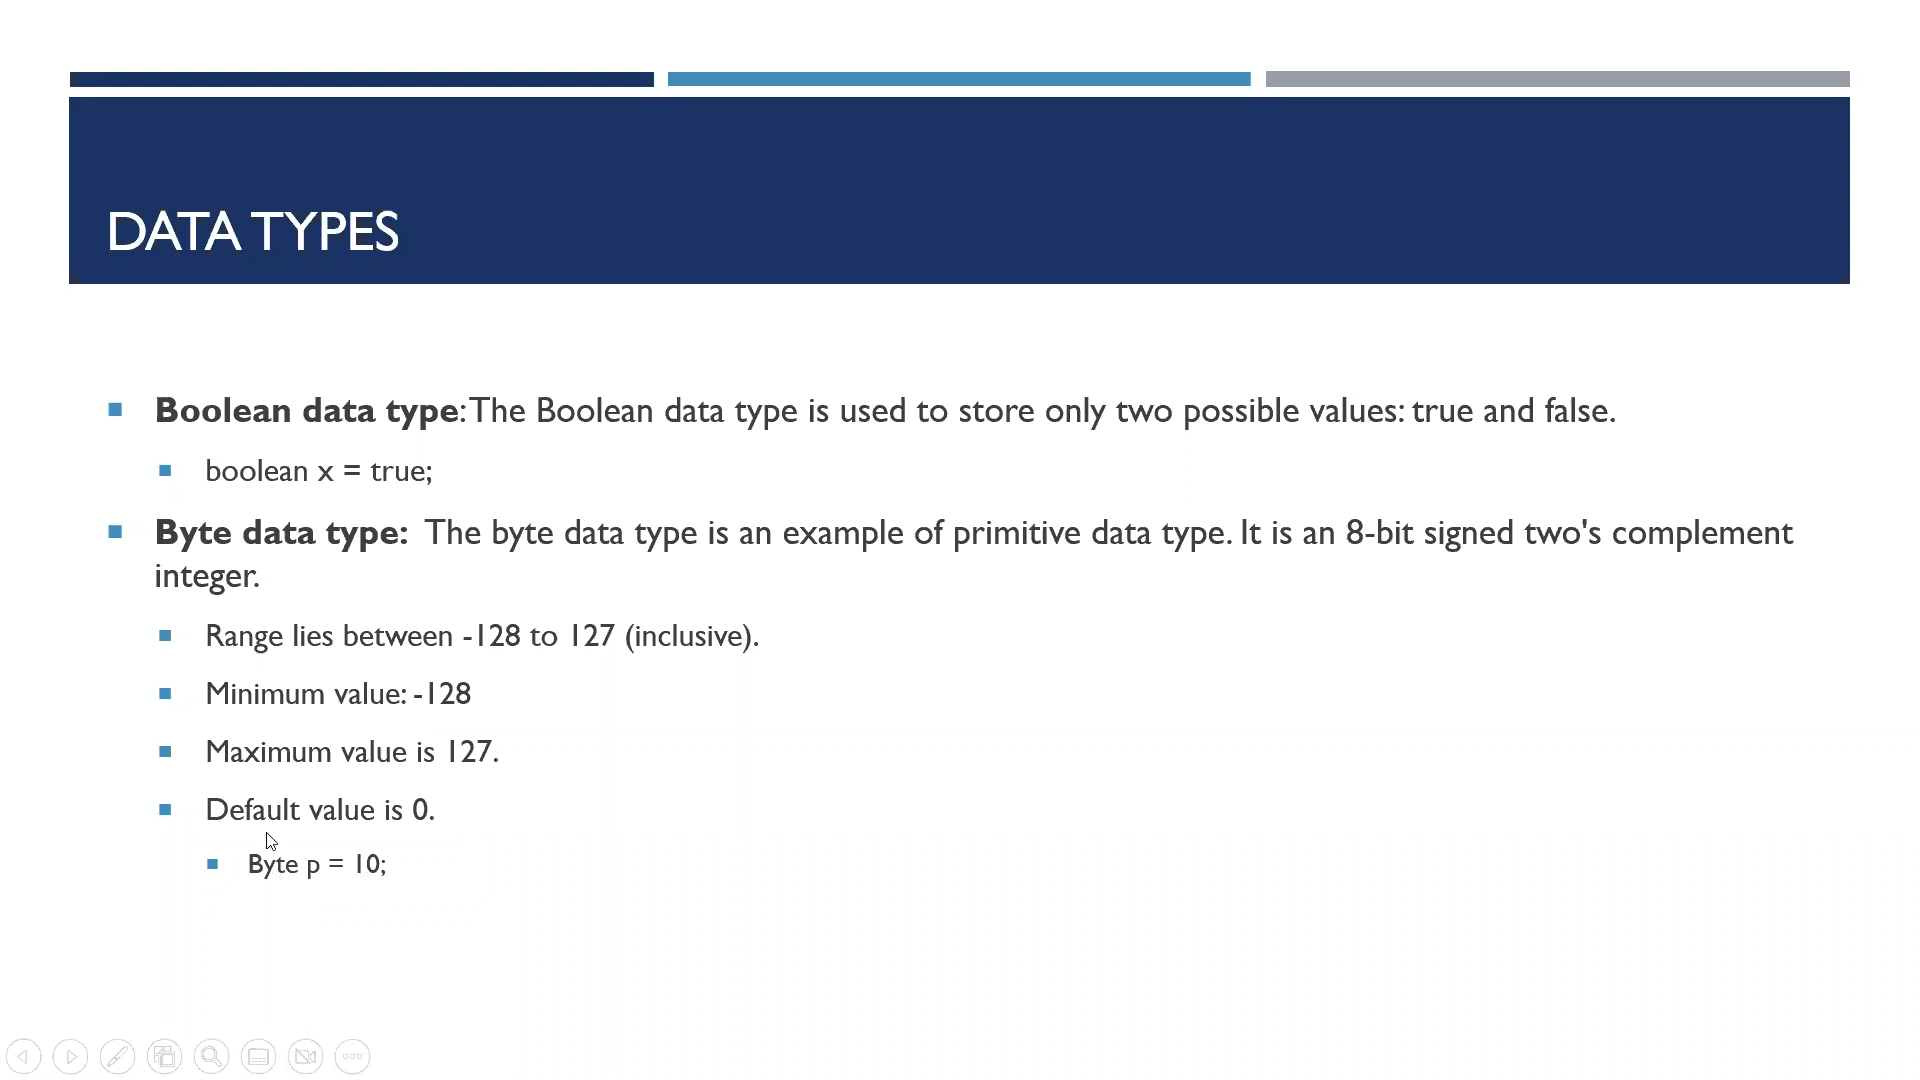 DATA TYPES
Boolean data type: The Boolean data type is used to store only two possible values: true and false.
boolean x = true;
Byte data type: The byte data type is an example of primitive data type. It is an 8-bit signed two's complement
integer.
Range lies between -128 to 127 (inclusive).
Minimum value: -128
Maximum value is 127.
Default value is 0.
Byte p = 10;